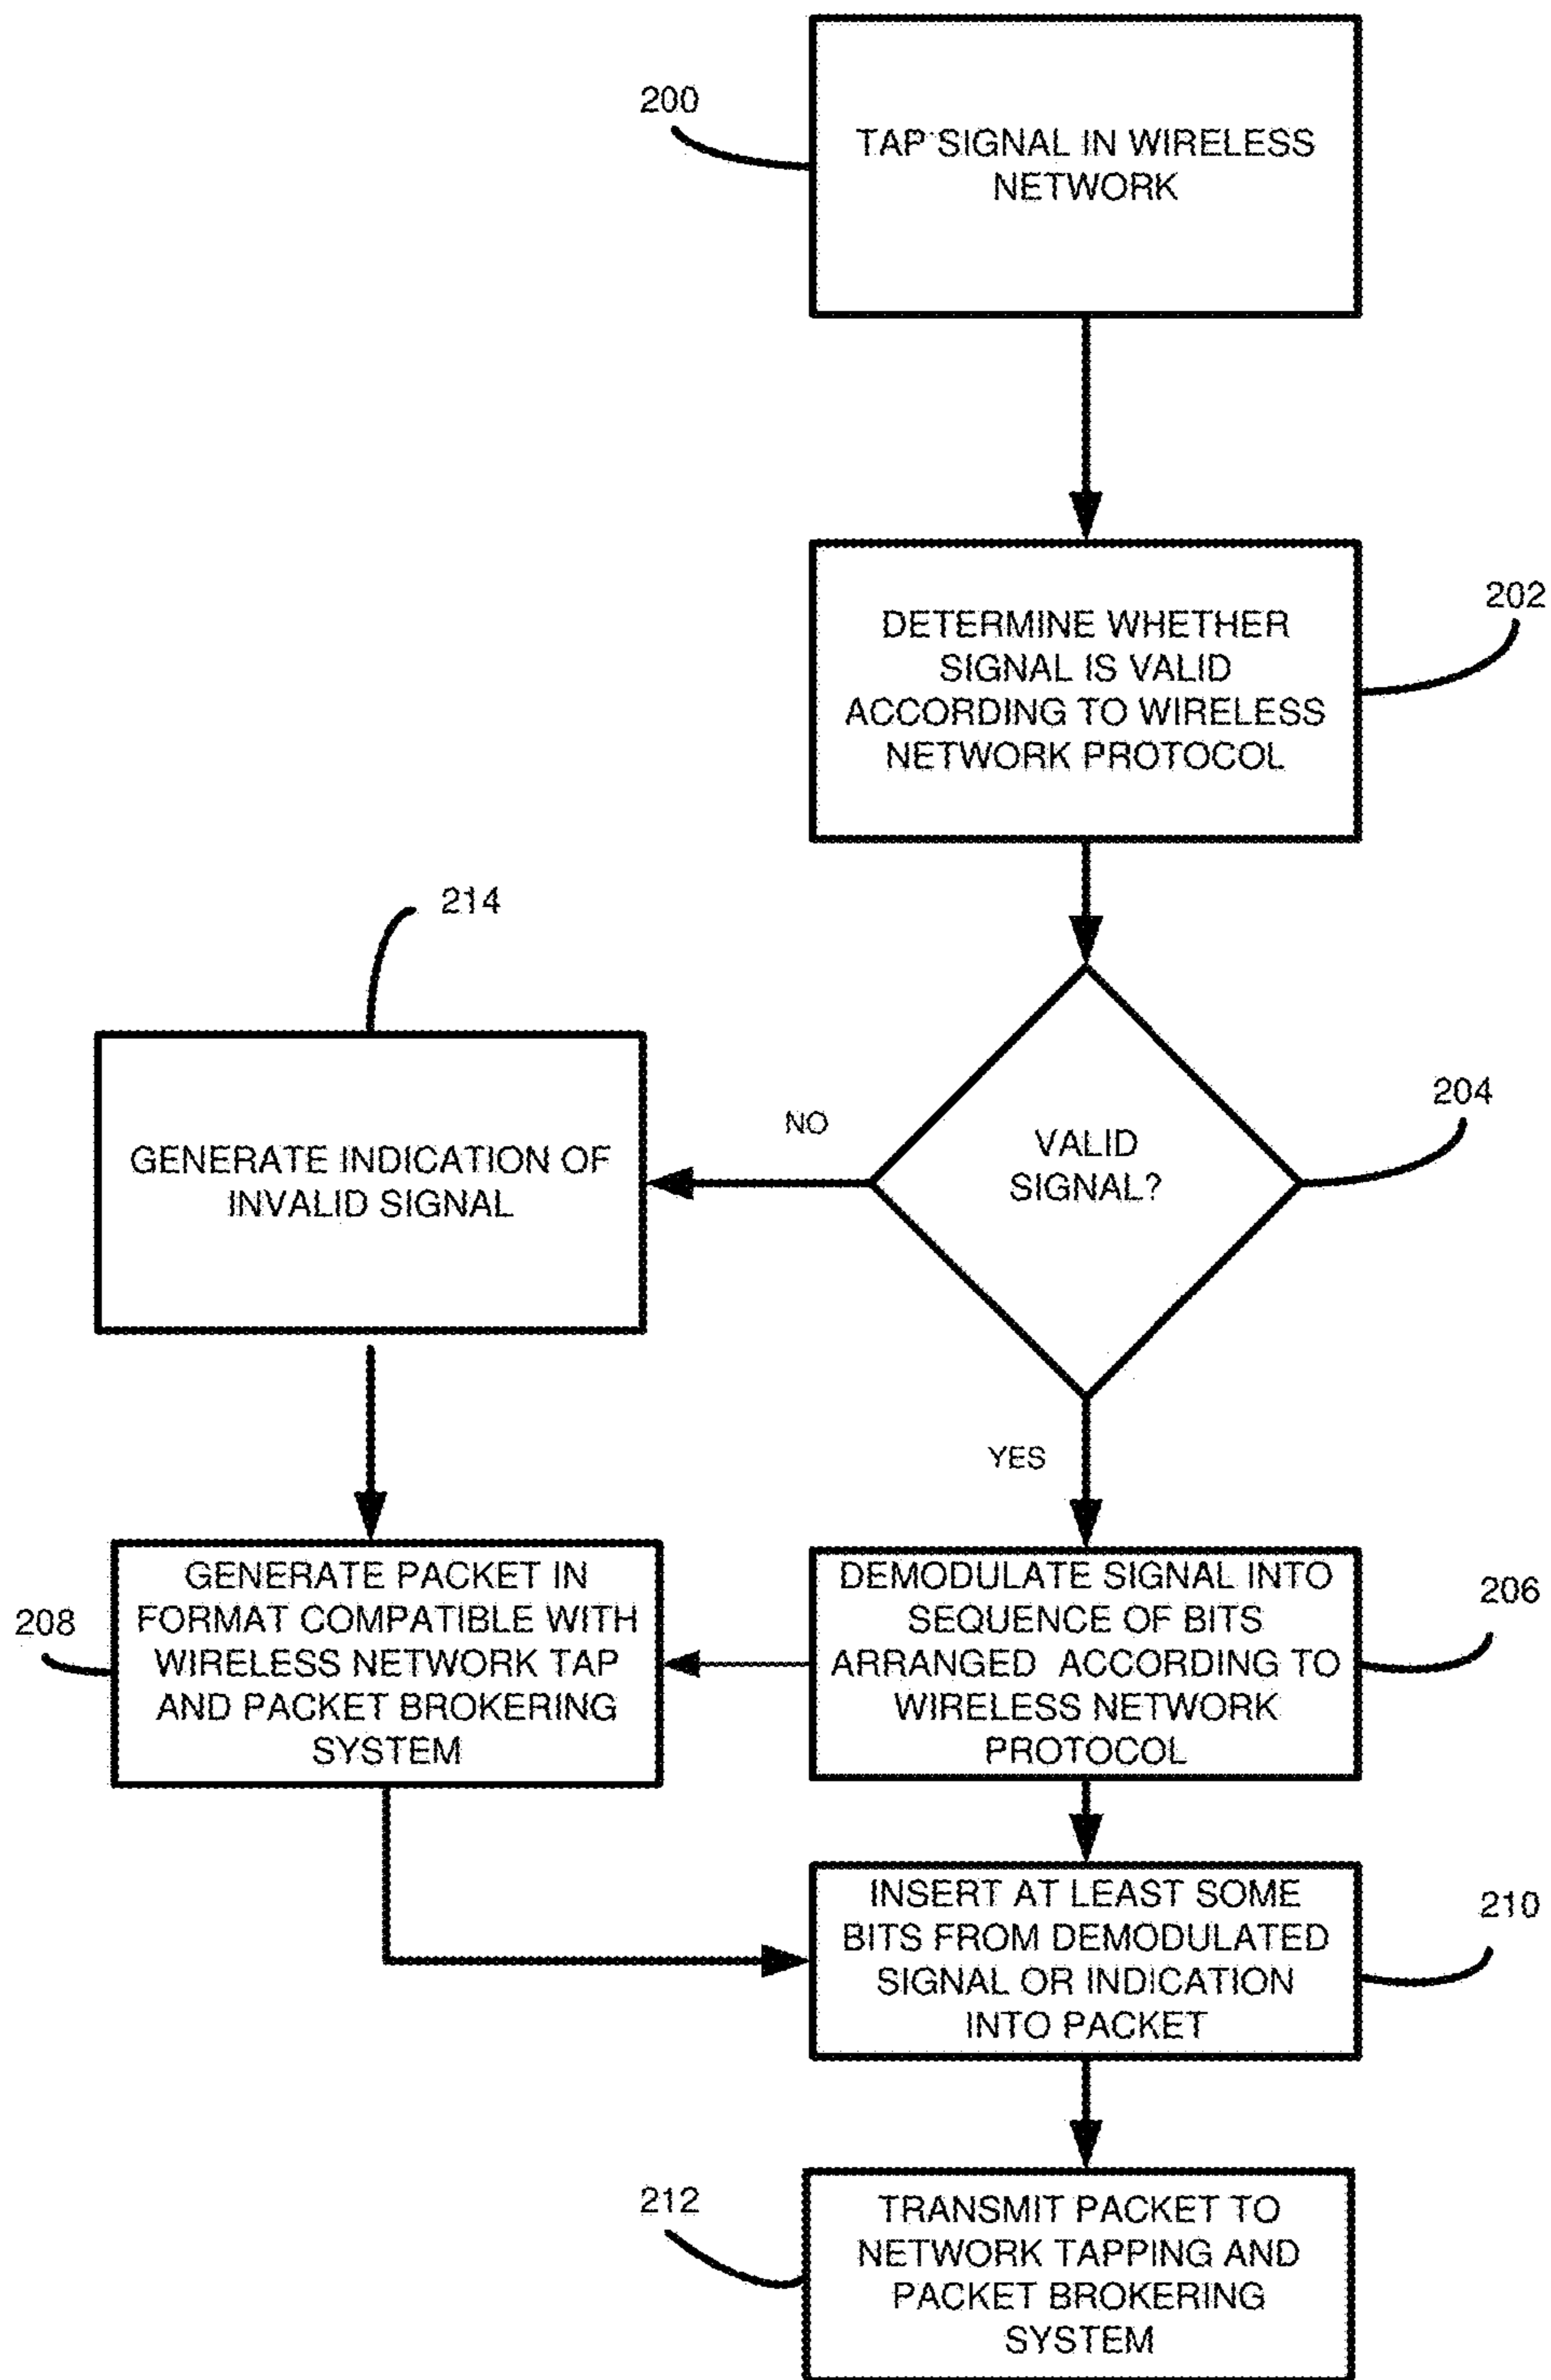 200
TAP SIGNAL IN WIRELESS
NETWORK
202
DETERMINE WHETHER
SIGNAL IS VALID
ACCORDING TO WIRELESS
NETWORK PROTOCOL
214
204
NO
VALID
SIGNAL?
GENERATE INDICATION OF
INVALID SIGNAL
YES
208
GENERATE PACKET IN
FORMAT COMPATIBLE WITH
WIRELESS NETWORK TAP
AND PACKET BROKERING
SYSTEM
DEMODULATE SIGNAL INTO
SEQUENCE OF BITS
ARRANGED ACCORDING TO
WIRELESS NETWORK
PROTOCOL
206
INSERT AT LEAST SOME
BITS FROM DEMODULATED
SIGNAL OR INDICATION
INTO PACKET
210
212
TRANSMIT PACKET TO
NETWORK TAPPING AND
PACKET BROKERING
SYSTEM